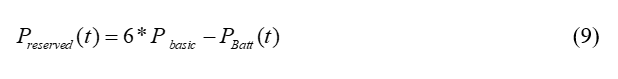 P_reserved(t) = 6 * P_basic − P_Batt(t) (9)